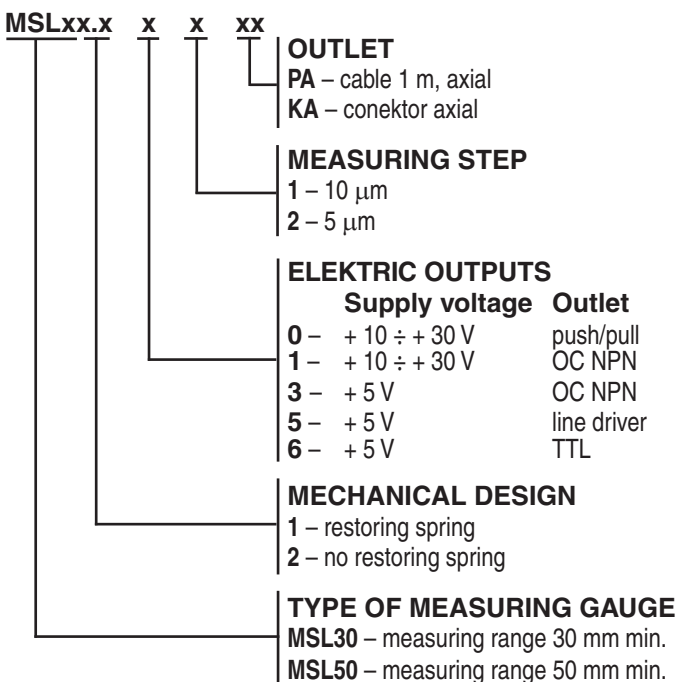 MSLxx.x x x xx
OUTLET
PA – cable 1 m, axial
KA – conektor axial
MEASURING STEP
1 – 10 μm
2 – 5 μm
ELEKTRIC OUTPUTS
Supply voltage Outlet
0 – + 10 ÷ + 30 V push/pull
1 – + 10 ÷ + 30 V OC NPN
3 – + 5 V OC NPN
5 – + 5 V line driver
6 – + 5 V TTL
MECHANICAL DESIGN
1 – restoring spring
2 – no restoring spring
TYPE OF MEASURING GAUGE
MSL30 – measuring range 30 mm min.
MSL50 – measuring range 50 mm min.